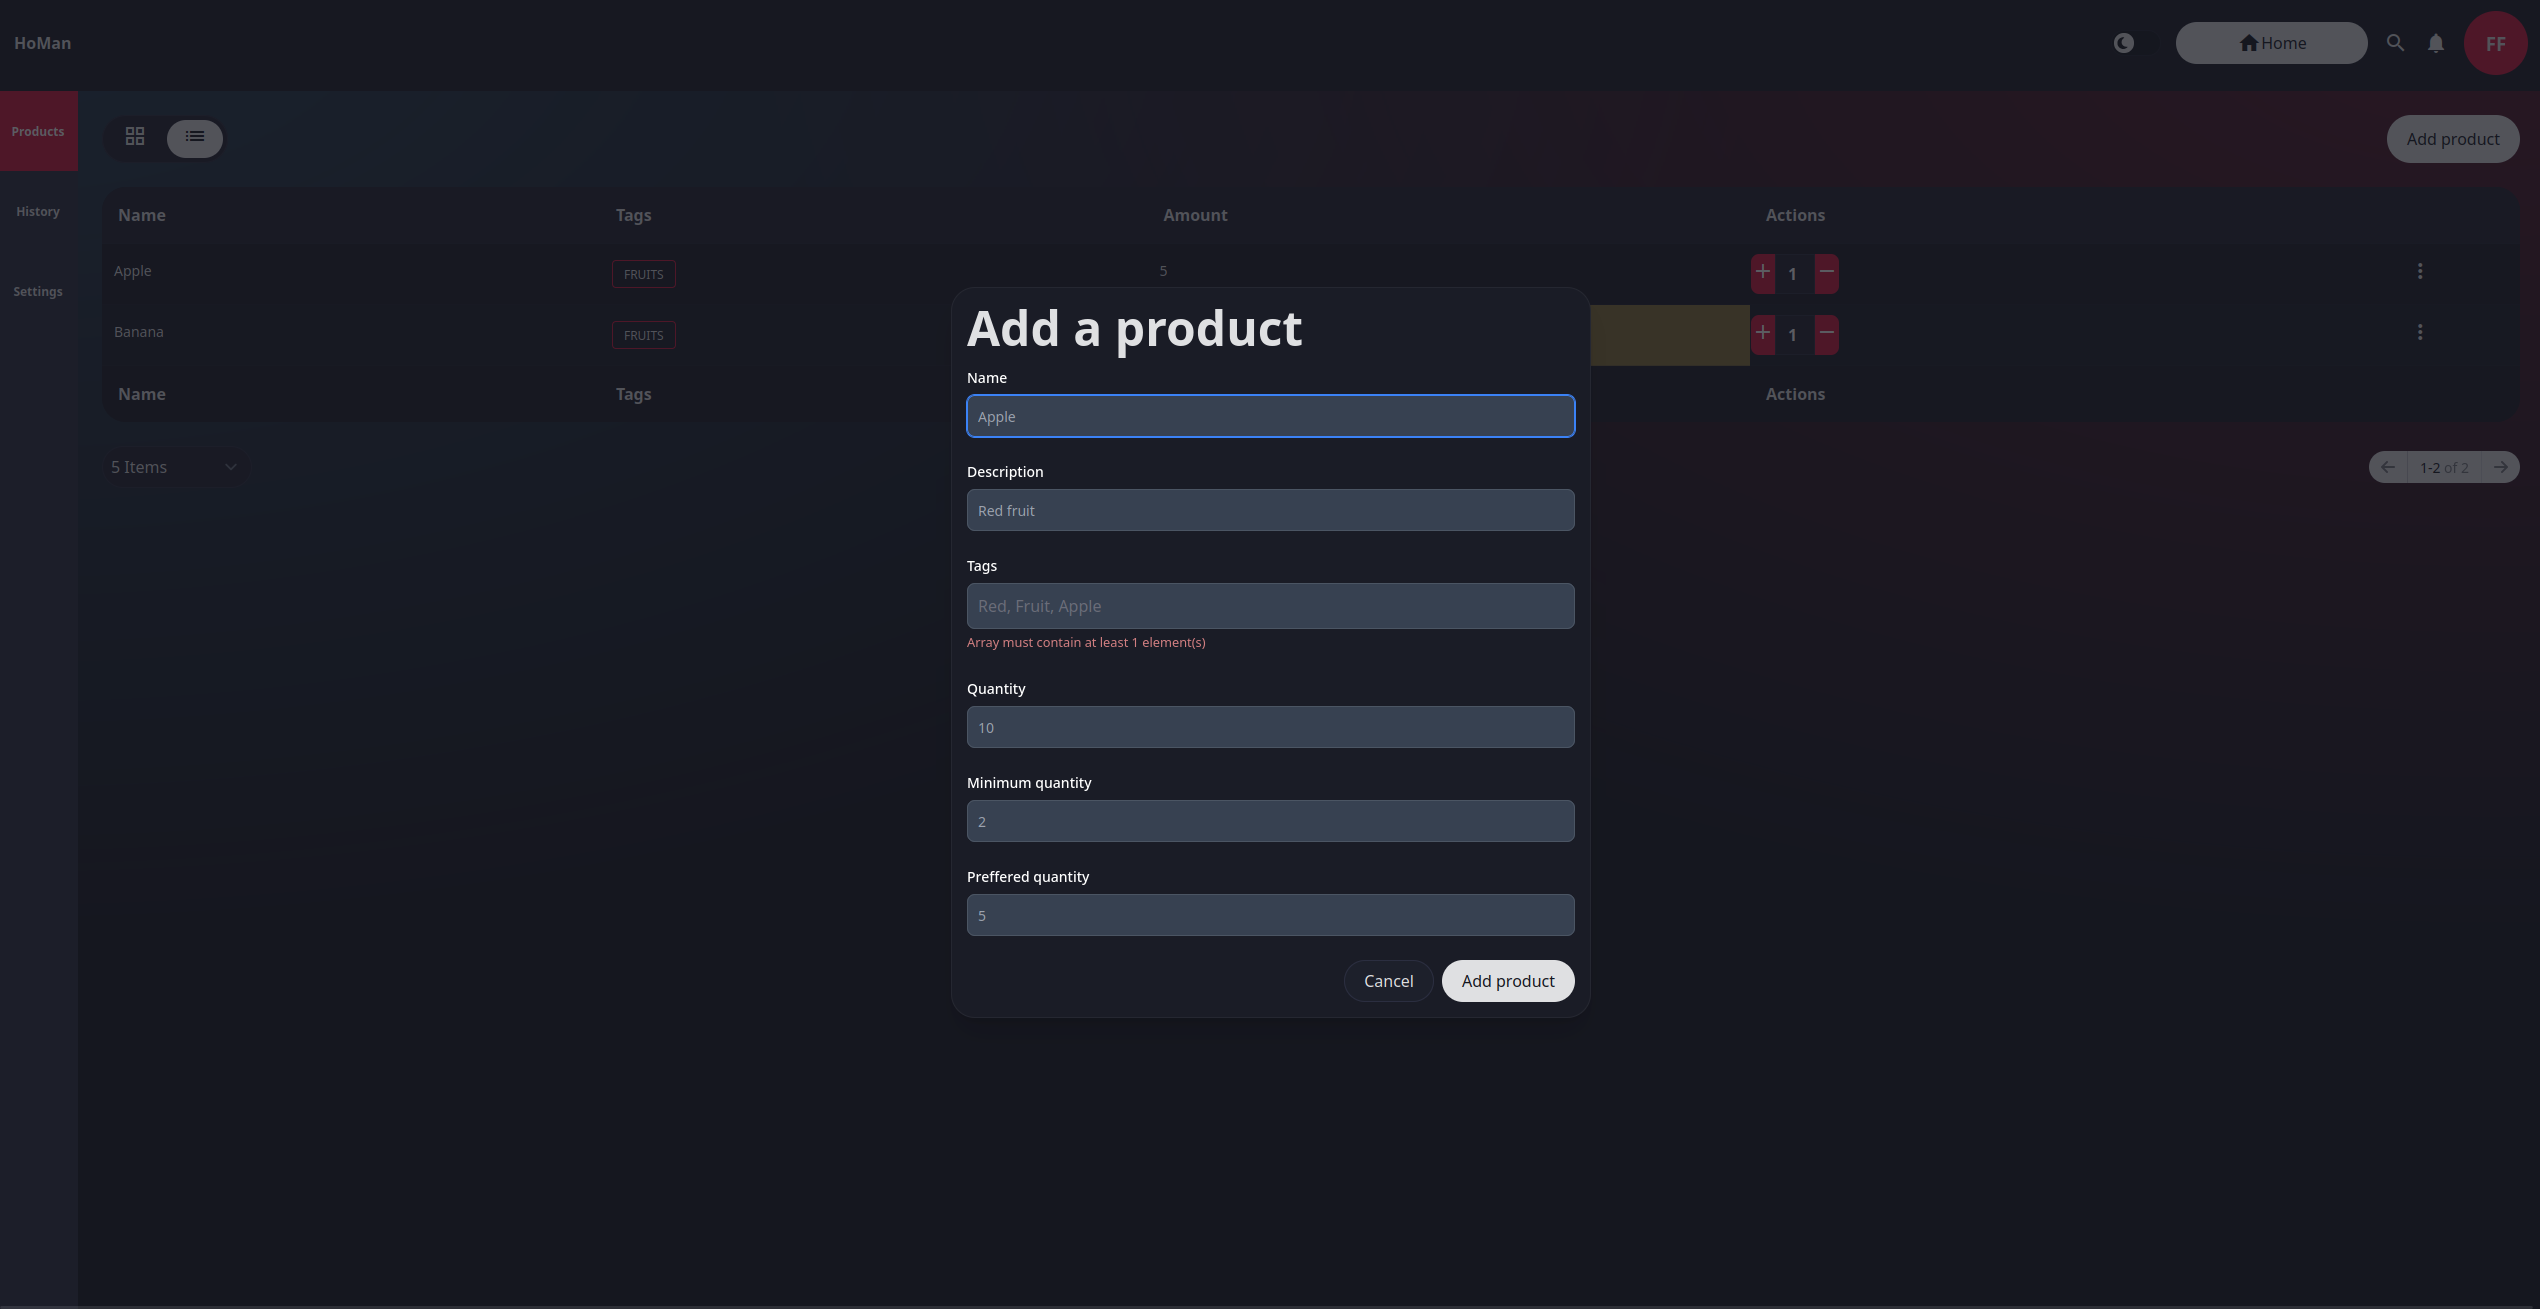 HoMan
Home
FF
Products
History
Settings
Add product
Name Tags Amount Actions
Apple FRUITS 5 1
Banana FRUITS 1
Name Tags Actions
5 Items
1-2 of 2
Add a product
Name
Apple
Description
Red fruit
Tags
Red, Fruit, Apple
Array must contain at least 1 element(s)
Quantity
10
Minimum quantity
2
Preffered quantity
5
Cancel Add product